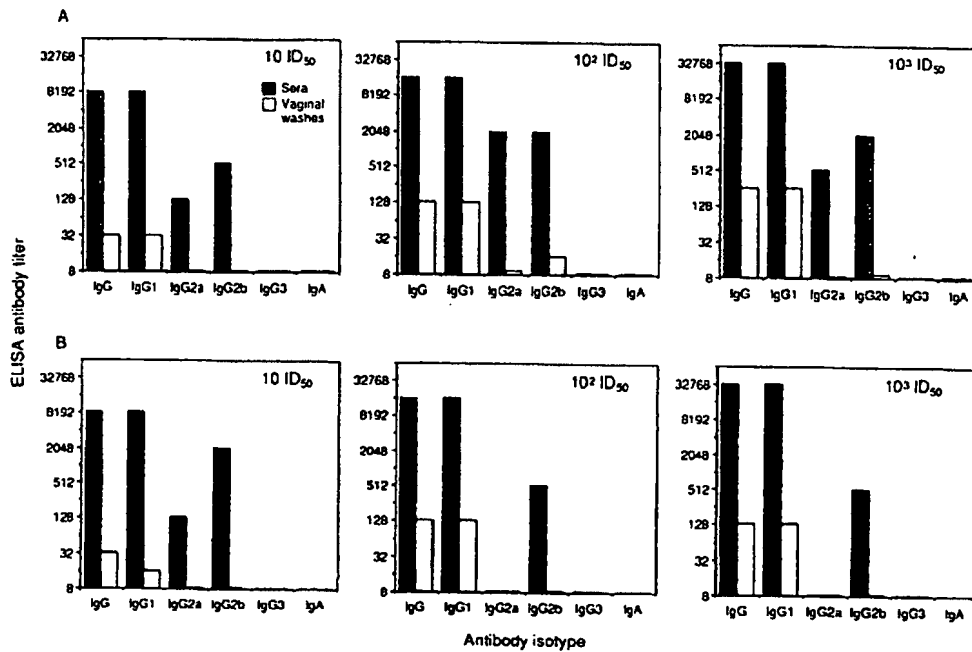 A
10 ID50
Sera
Vaginal washes
32768
8192
2048
512
128
32
8
IgG IgG1 IgG2a IgG2b IgG3 IgA
10² ID50
32768
8192
2048
512
128
32
8
IgG IgG1 IgG2a IgG2b IgG3 IgA
10³ ID50
32768
8192
2048
512
128
32
8
IgG IgG1 IgG2a IgG2b IgG3 IgA
ELISA antibody titer
B
10 ID50
32768
8192
2048
512
128
32
8
IgG IgG1 IgG2a IgG2b IgG3 IgA
10² ID50
32768
8192
2048
512
128
32
8
IgG IgG1 IgG2a IgG2b IgG3 IgA
10³ ID50
32768
8192
2048
512
128
32
8
IgG IgG1 IgG2a IgG2b IgG3 IgA
Antibody isotype